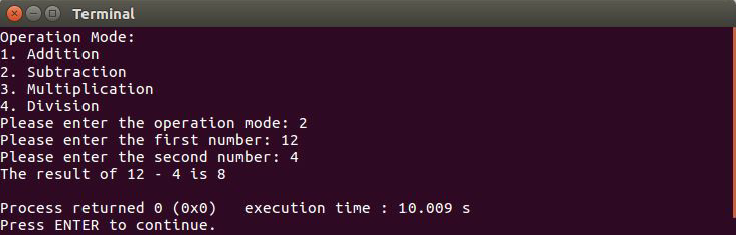 Terminal
Operation Mode:
1. Addition
2. Subtraction
3. Multiplication
4. Division
Please enter the operation mode: 2
Please enter the first number: 12
Please enter the second number: 4
The result of 12 - 4 is 8
Process returned 0 (0x0)   execution time : 10.009 s
Press ENTER to continue.